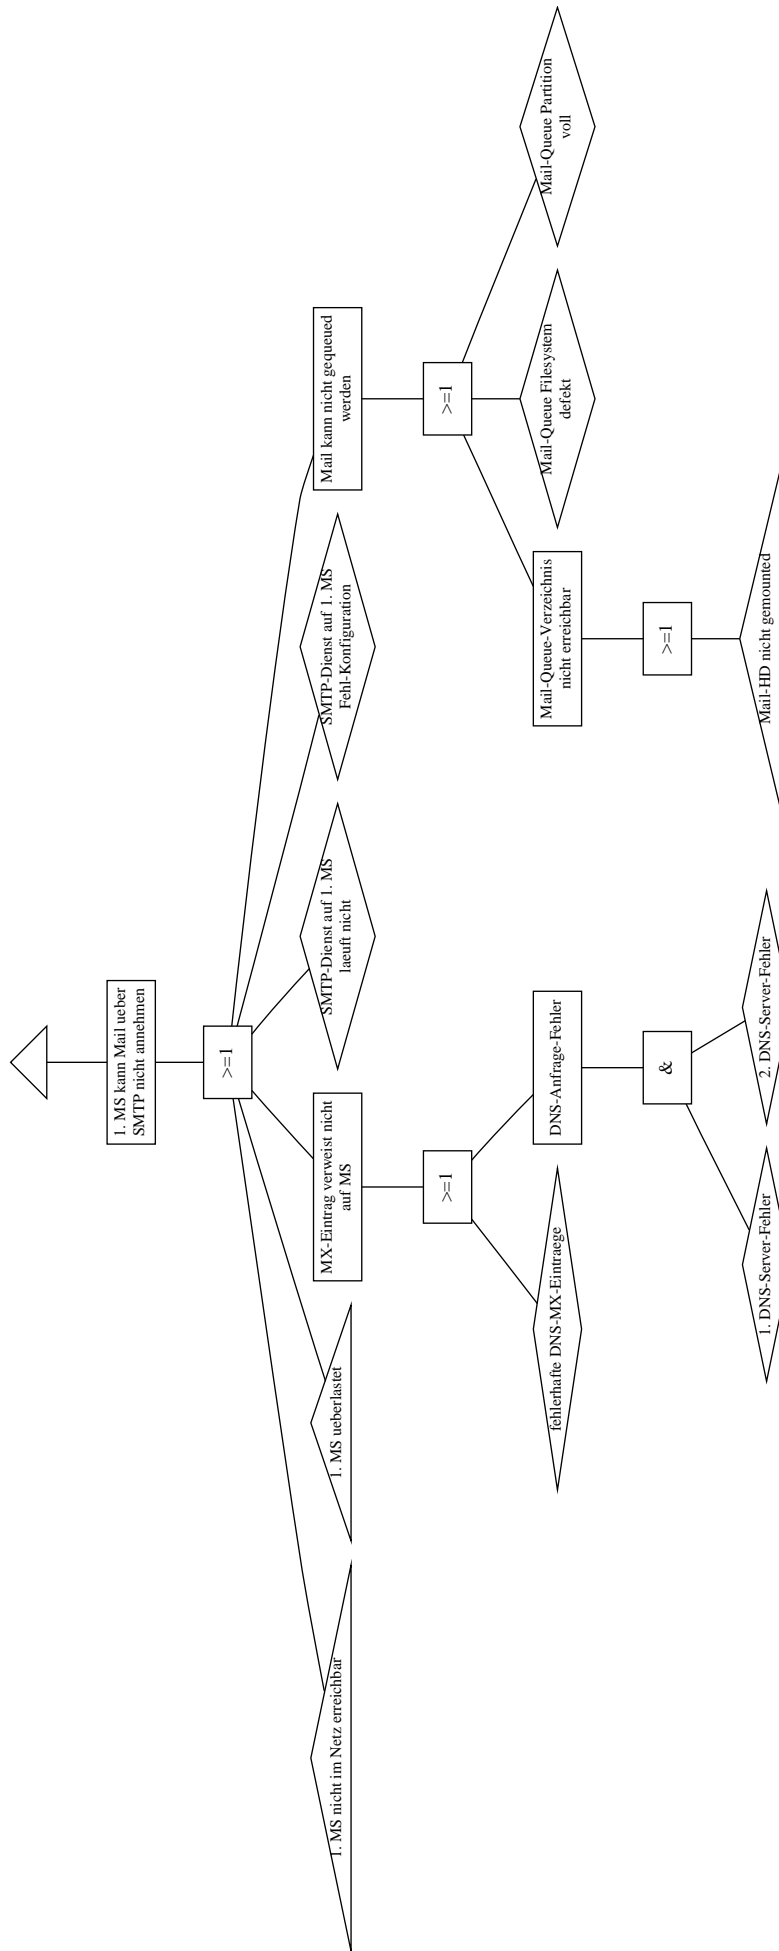 1. MS kann Mail ueber
SMTP nicht annehmen
>=1
1. MS nicht im Netz erreichbar
1. MS ueberlastet
MX-Eintrag verweist nicht
auf MS
SMTP-Dienst auf 1. MS
laeuft nicht
SMTP-Dienst auf 1. MS
Fehl-Konfiguration
Mail kann nicht gequeued
werden
>=1
>=1
fehlerhafte DNS-MX-Eintraege
DNS-Anfrage-Fehler
Mail-Queue-Verzeichnis
nicht erreichbar
Mail-Queue Filesystem
defekt
Mail-Queue Partition
voll
&
>=1
1. DNS-Server-Fehler
2. DNS-Server-Fehler
Mail-HD nicht gemounted